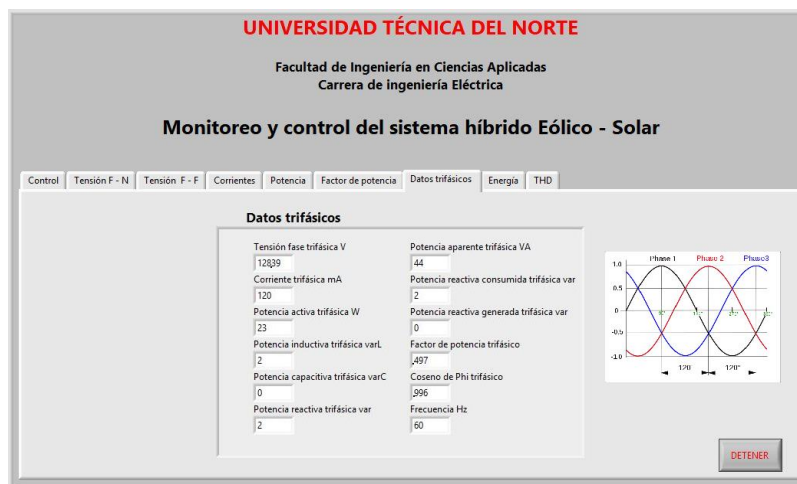 UNIVERSIDAD TÉCNICA DEL NORTE
Facultad de Ingeniería en Ciencias Aplicadas
Carrera de ingeniería Eléctrica
Monitoreo y control del sistema híbrido Eólico - Solar
Control Tensión F - N Tensión F - F Corrientes Potencia Factor de potencia Datos trifásicos Energía THD
Datos trifásicos
Tensión fase trifásica V
128,39
Corriente trifásica mA
120
Potencia activa trifásica W
23
Potencia inductiva trifásica varL
2
Potencia capacitiva trifásica varC
0
Potencia reactiva trifásica var
2
Potencia aparente trifásica VA
44
Potencia reactiva consumida trifásica var
2
Potencia reactiva generada trifásica var
0
Factor de potencia trifásico
,497
Coseno de Phi trifásico
,996
Frecuencia Hz
60
Phase 1 Phase 2 Phase3
1.0
0.5
0
-0.5
-1.0
120 120°
DETENER